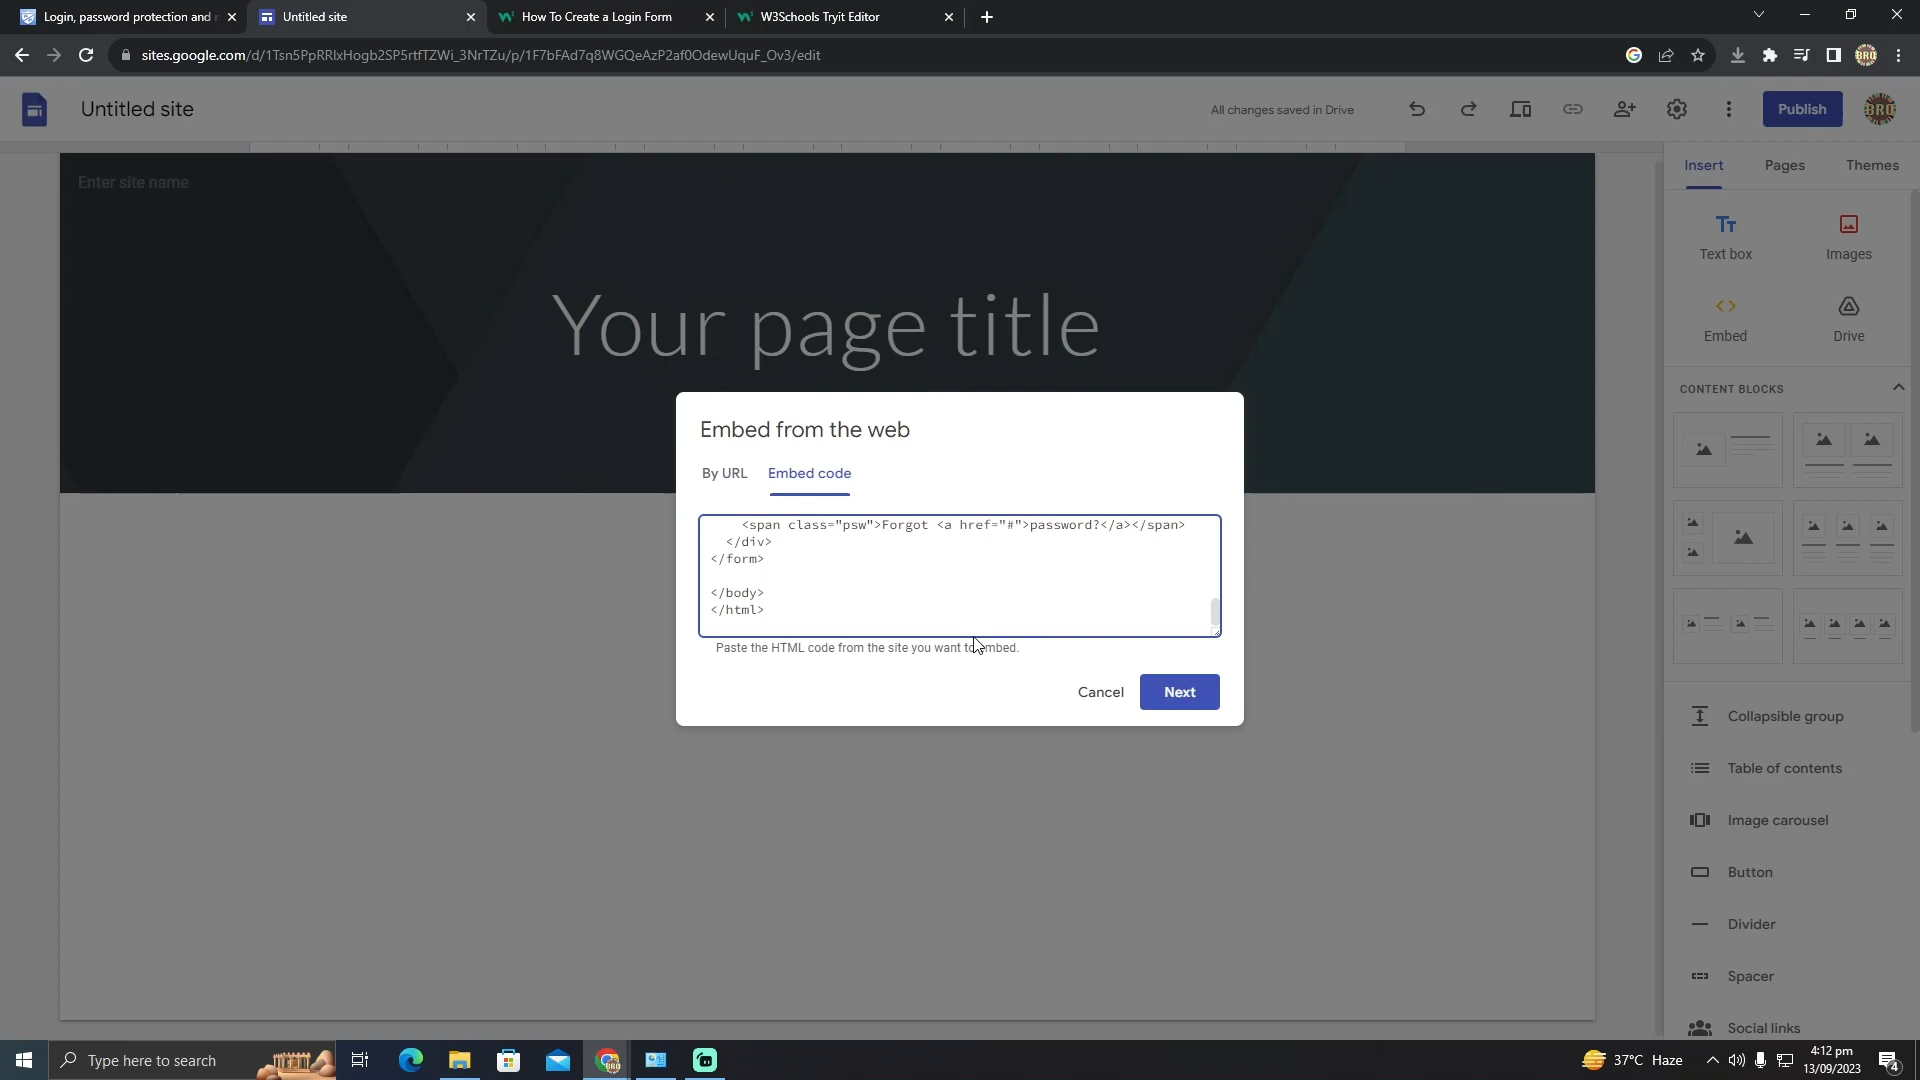 Login, password protection and
Untitled site
How To Create a Login Form
W3Schools Tryit Editor
sites.google.com/d/1Tsn5PpRRIxHogb2SP5rtfTZWi_3NrTZu/p/1F7bFAd7q8WGQeAzP2af0OdewUquF_Ov3/edit
Untitled site
All changes saved in Drive
Publish
BRO
Enter site name
Your page title
Insert
Pages
Themes
Text box
Images
Embed
Drive
CONTENT BLOCKS
Embed from the web
By URL
Embed code
<span class="psw">Forgot <a href="#">password?</a></span>
</div>
</form>
</body>
</html>
Paste the HTML code from the site you want to embed.
Cancel
Next
Collapsible group
Table of contents
Image carousel
Button
Divider
Spacer
Social links
Type here to search
37°C Haze
4:12 pm
13/09/2023
4